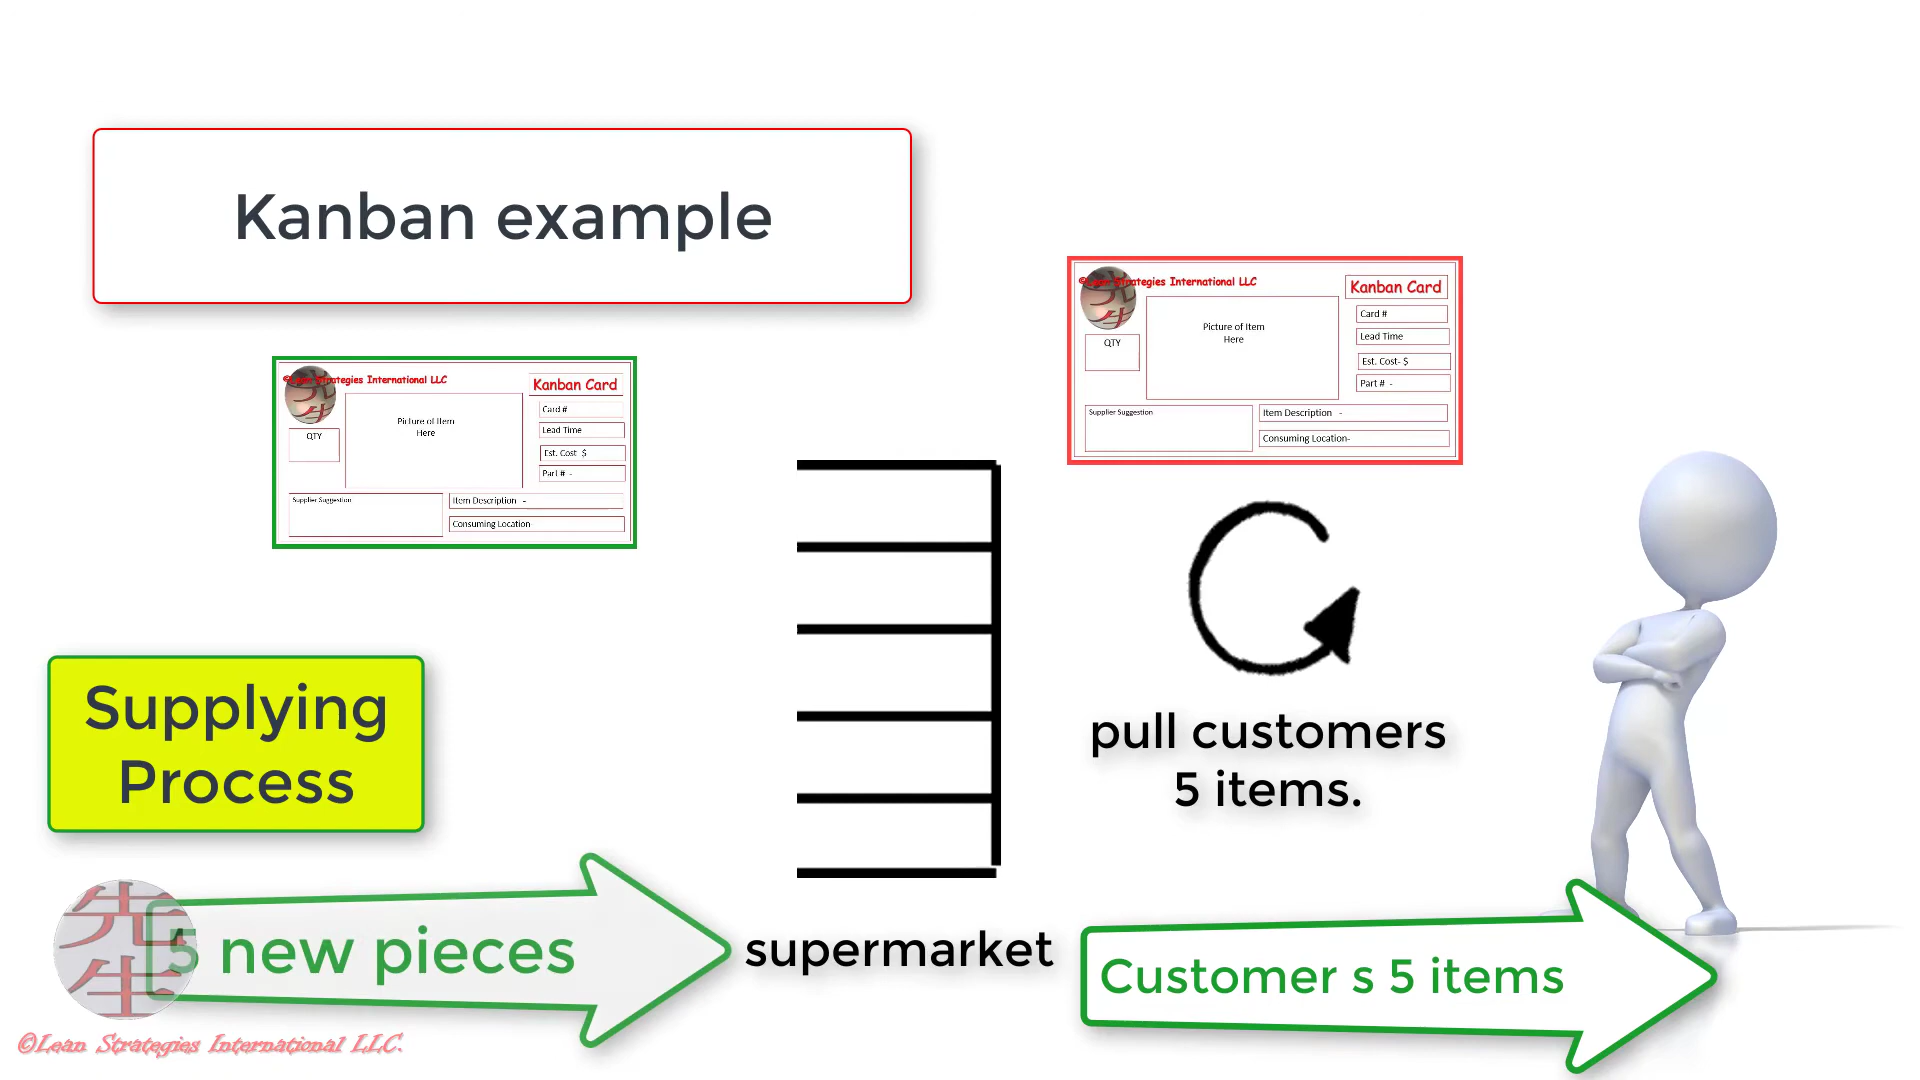 Kanban example
©Lean Strategies International LLC
Kanban Card
Card #
Lead Time
Est. Cost- $
Part # -
Picture of Item
Here
QTY
Supplier Suggestion
Item Description -
Consuming Location-
©Lean Strategies International LLC
Kanban Card
Card #
Lead Time
Est. Cost $
Part # -
Picture of Item
Here
QTY
Supplier Suggestion
Item Description -
Consuming Location
Supplying
Process
pull customers
5 items.
先
生
5 new pieces
supermarket
Customer s 5 items
©Lean Strategies International LLC.